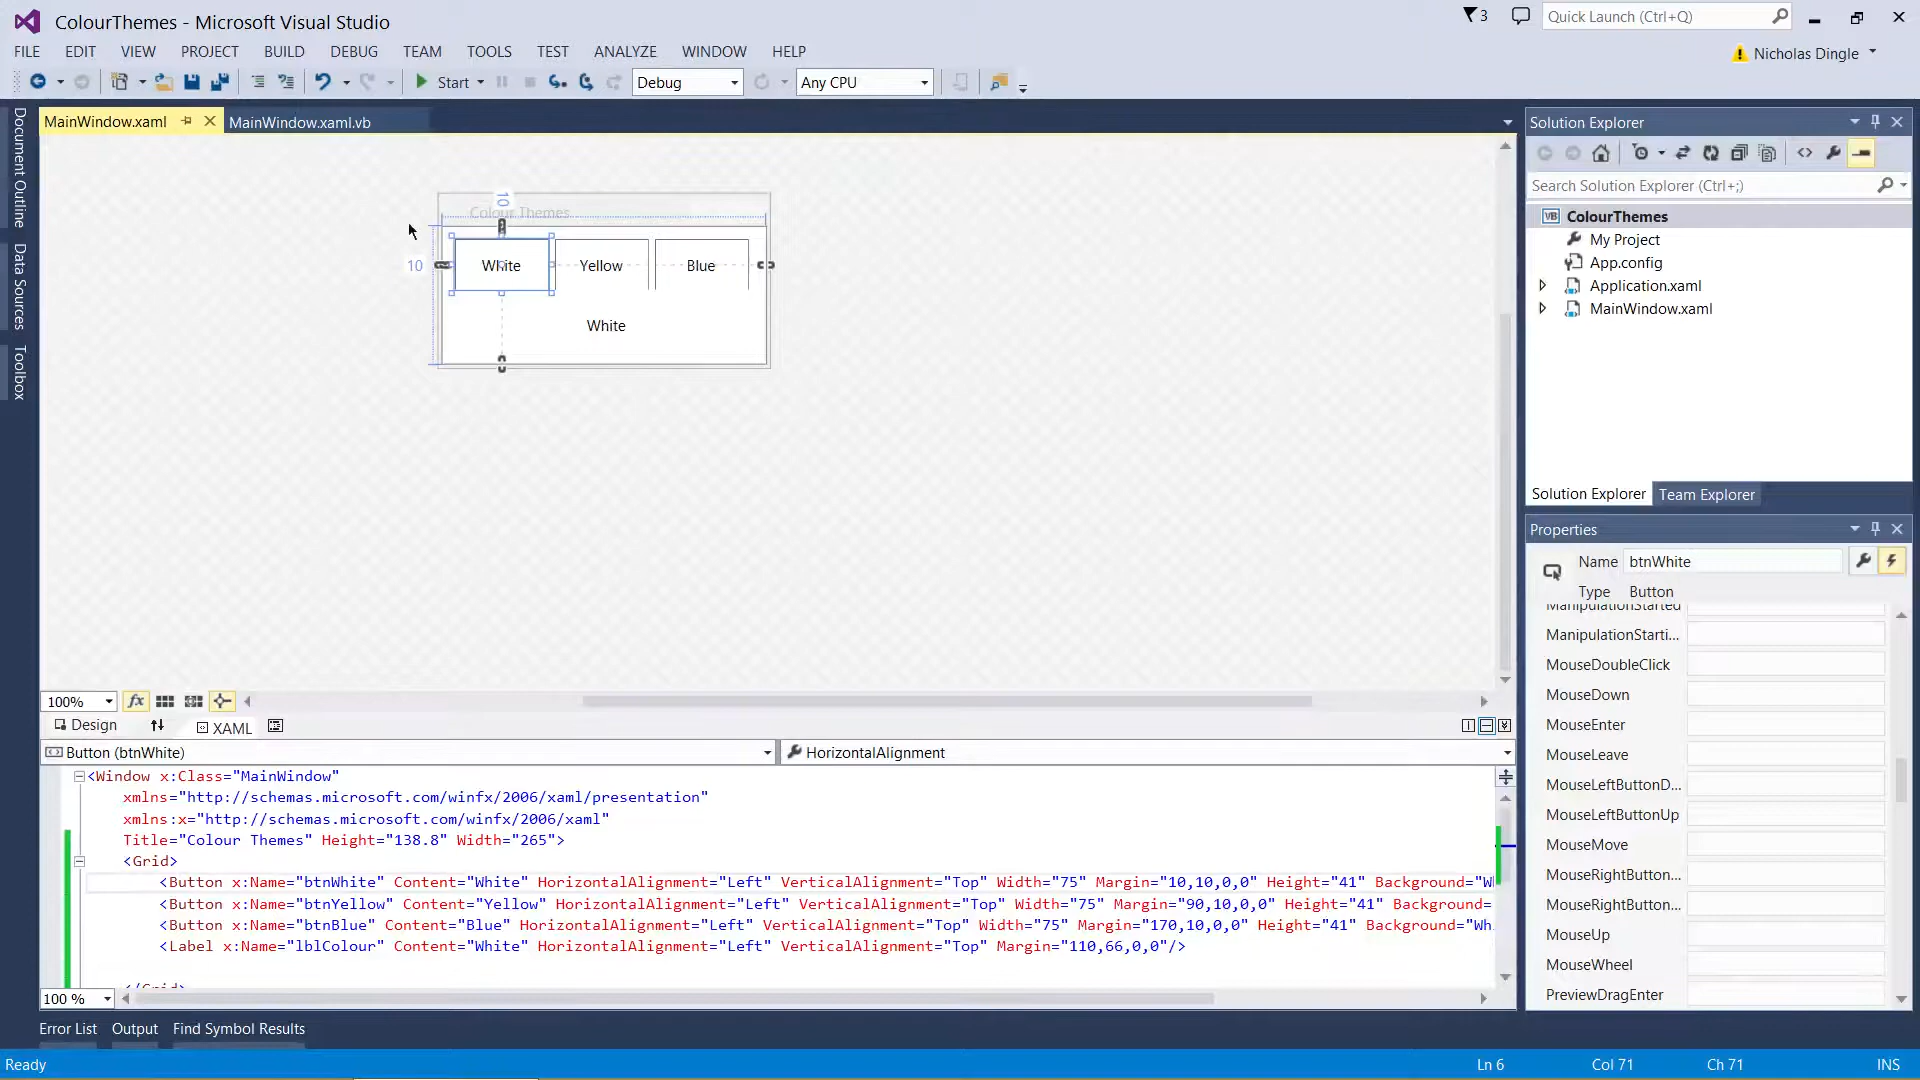 ColourThemes - Microsoft Visual Studio
3
Quick Launch (Ctrl+Q)
FILE EDIT VIEW PROJECT BUILD DEBUG TEAM TOOLS TEST ANALYZE WINDOW HELP
Nicholas Dingle
Start Debug Any CPU
Document Outline
Data Sources
Toolbox
MainWindow.xaml
MainWindow.xaml.vb
10
Colour Themes
10
White Yellow Blue
White
100%
fx
Design
XAML
Button (btnWhite)
HorizontalAlignment
<Window x:Class="MainWindow"
xmlns="http://schemas.microsoft.com/winfx/2006/xaml/presentation"
xmlns:x="http://schemas.microsoft.com/winfx/2006/xaml"
Title="Colour Themes" Height="138.8" Width="265">
<Grid>
<Button x:Name="btnWhite" Content="White" HorizontalAlignment="Left" VerticalAlignment="Top" Width="75" Margin="10,10,0,0" Height="41" Background="W
<Button x:Name="btnYellow" Content="Yellow" HorizontalAlignment="Left" VerticalAlignment="Top" Width="75" Margin="90,10,0,0" Height="41" Background=
<Button x:Name="btnBlue" Content="Blue" HorizontalAlignment="Left" VerticalAlignment="Top" Width="75" Margin="170,10,0,0" Height="41" Background="Wh
<Label x:Name="lblColour" Content="White" HorizontalAlignment="Left" VerticalAlignment="Top" Margin="110,66,0,0"/>
</Grid>
100 %
Error List Output Find Symbol Results
Ready
Ln 6 Col 71 Ch 71 INS
Solution Explorer
Search Solution Explorer (Ctrl+;)
VB ColourThemes
My Project
App.config
Application.xaml
MainWindow.xaml
Solution Explorer Team Explorer
Properties
Name btnWhite
Type Button
ManipulationStarted
ManipulationStarti...
MouseDoubleClick
MouseDown
MouseEnter
MouseLeave
MouseLeftButtonD...
MouseLeftButtonUp
MouseMove
MouseRightButton...
MouseRightButton...
MouseUp
MouseWheel
PreviewDragEnter